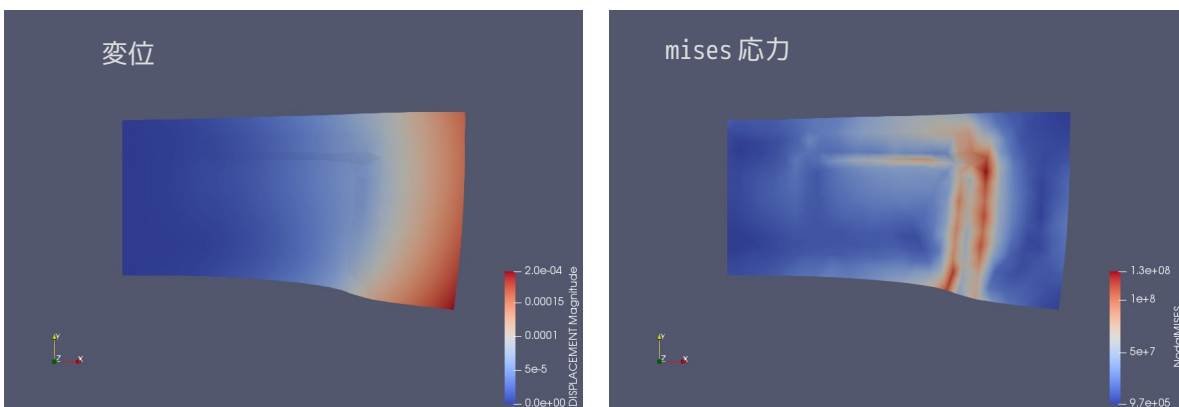 変位
2.0e-04
0.00015
0.0001
5e-5
0.0e+00
DISPLACEMENT Magnitude
Y
Z
X
mises 応力
1.3e+08
1e+8
5e+7
9.7e+05
NodalMISES
Y
Z
X